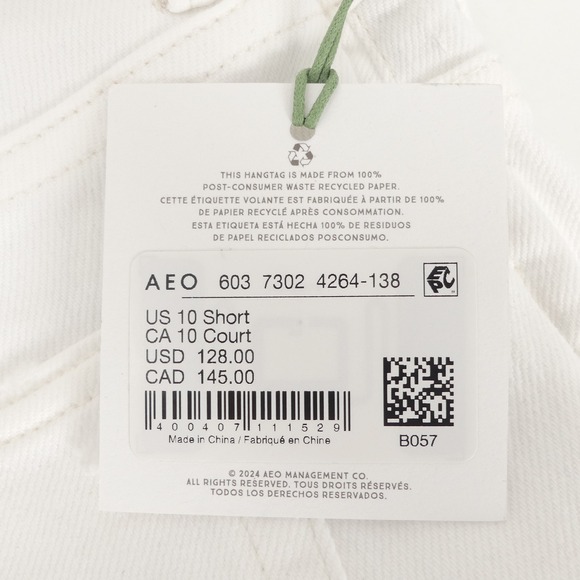 THIS HANGTAG IS MADE FROM 100%
POST-CONSUMER WASTE RECYCLED PAPER.
CETTE ÉTIQUETTE VOLANTE EST FABRIQUÉE À PARTIR DE 100%
DE PAPIER RECYCLÉ APRÈS CONSOMMATION.
ESTA ETIQUETA ESTÁ HECHA 100% DE RESIDUOS
DE PAPEL RECICLADOS POSCONSUMO.
AEO 603 7302 4264-138 EPC
US 10 Short
CA 10 Court
USD 128.00
CAD 145.00
400407111529
Made in China / Fabriqué en Chine
B057
© 2024 AEO MANAGEMENT CO.
ALL RIGHTS RESERVED. TOUS DROITS RÉSERVÉS.
TODOS LOS DERECHOS RESERVADOS.